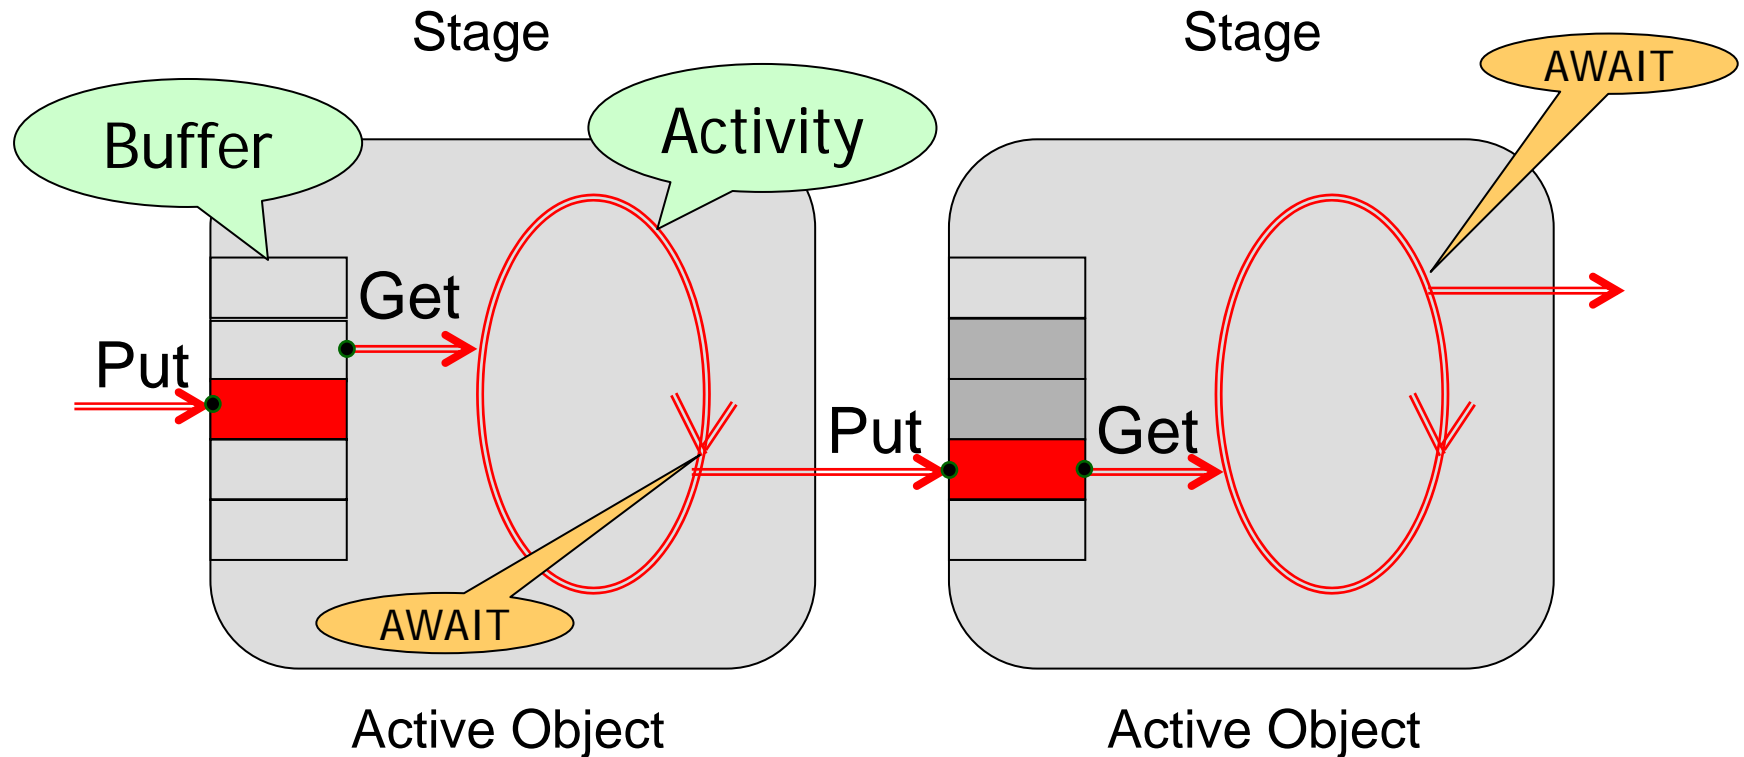 Stage
Stage
AWAIT
Buffer
Activity
Get
Put
Put
Get
AWAIT
Active Object
Active Object